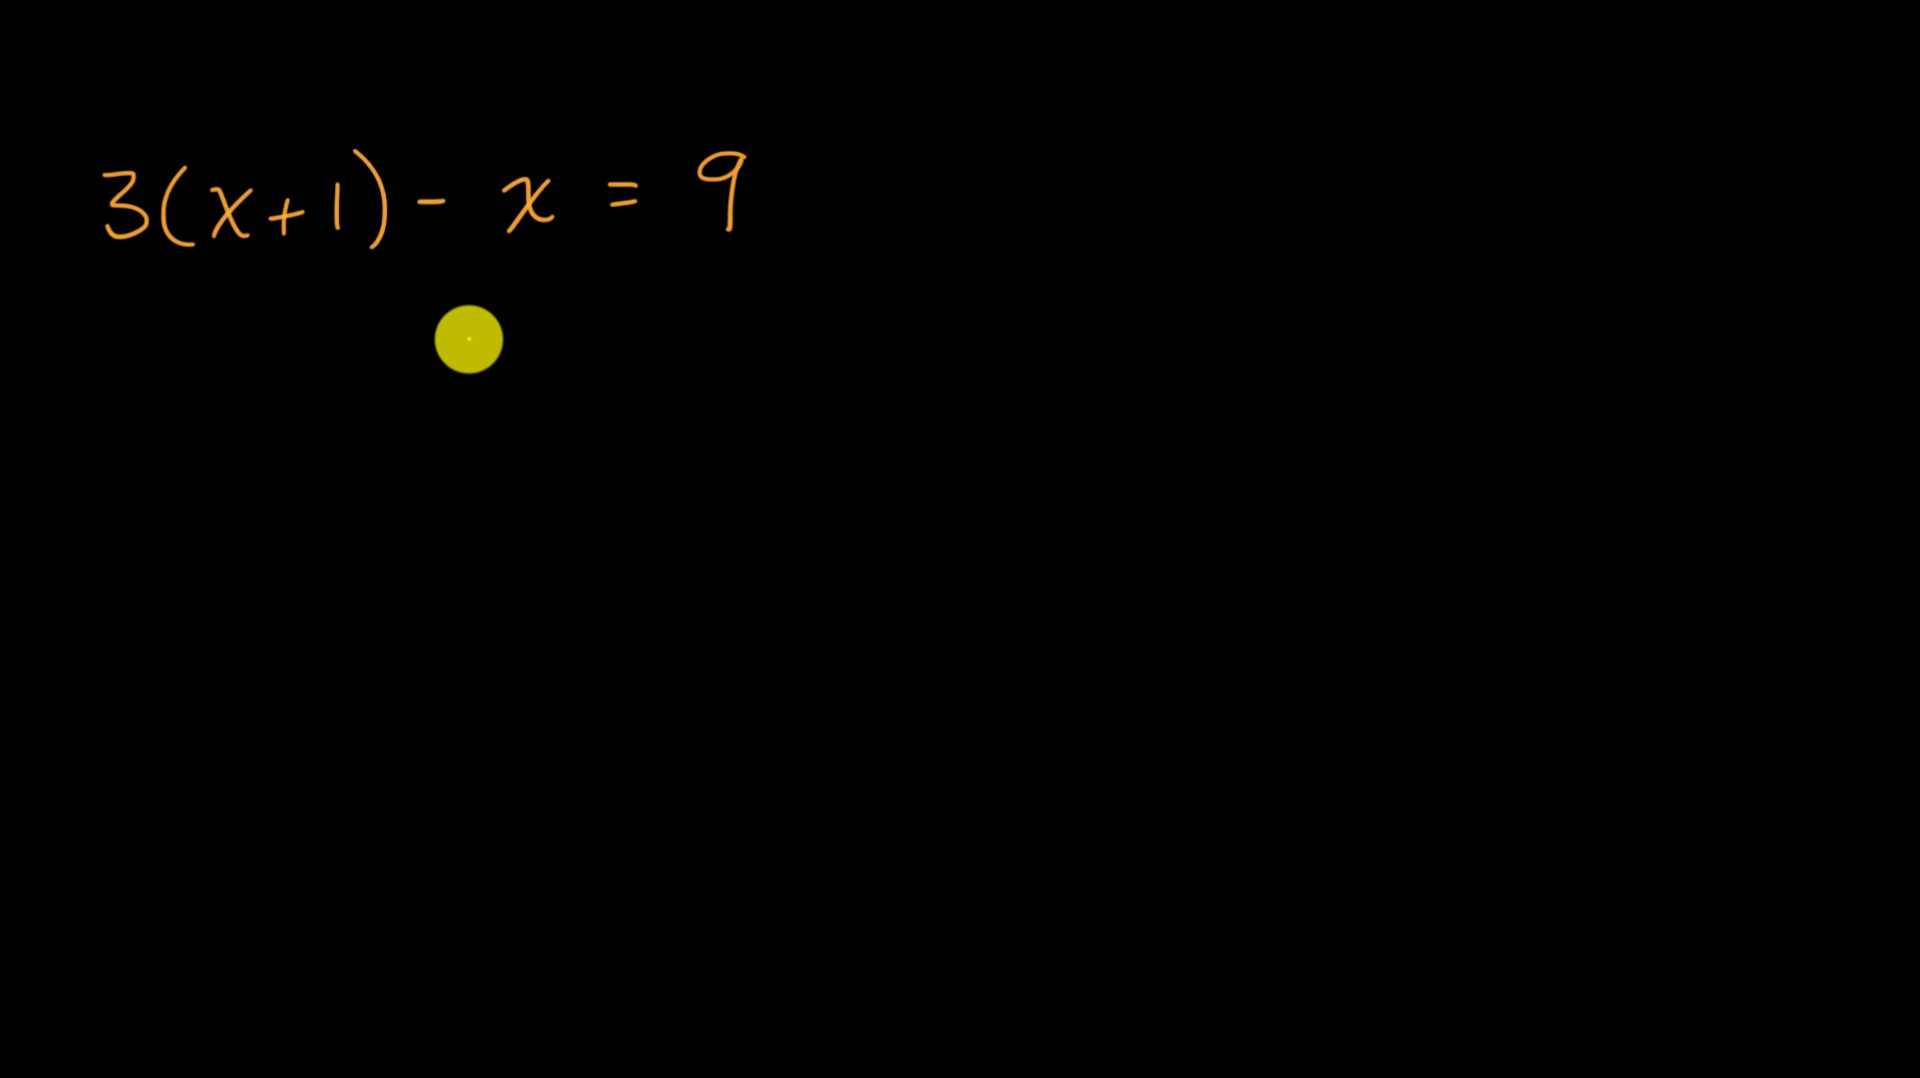 3(x+1) - x = 9